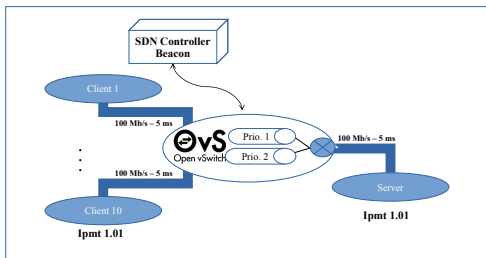 SDN Controller
Beacon
Client 1
100 Mb/s – 5 ms
OvS
Open vSwitch
Prio. 1
Prio. 2
100 Mb/s – 5 ms
100 Mb/s – 5 ms
Client 10
Server
Ipmt 1.01
Ipmt 1.01